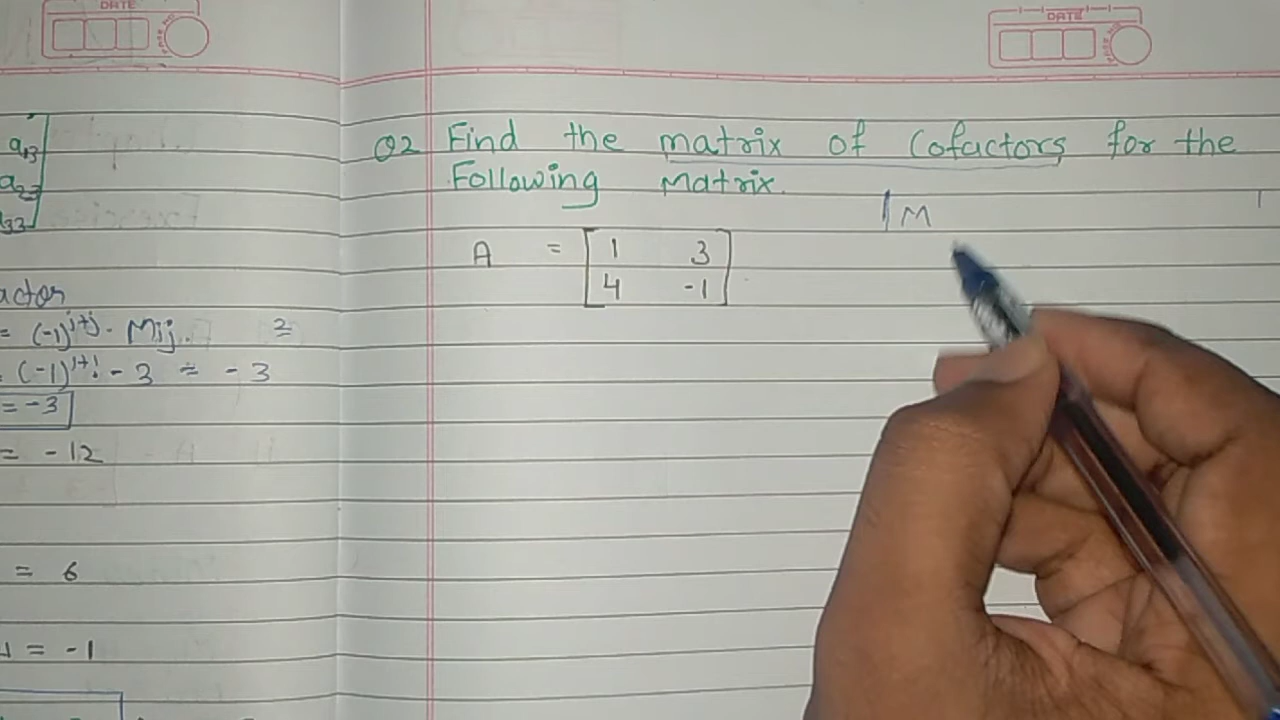 DATE
DATE
a13
a23
a33
actor
= (-1)^i+j · Mij. =
= (-1)^1+1 · -3 = -3
= -3
= -12
= 6
= -1
Q2 Find the matrix of Cofactors for the
Following Matrix.
M
A = [1 3
4 -1]